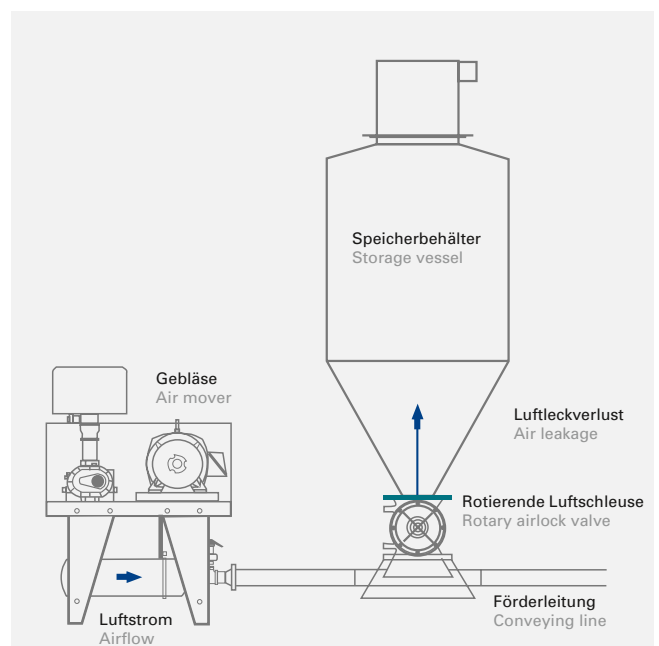 Speicherbehälter
Storage vessel
Gebläse
Air mover
Luftleckverlust
Air leakage
Rotierende Luftschleuse
Rotary airlock valve
Förderleitung
Conveying line
Luftstrom
Airflow